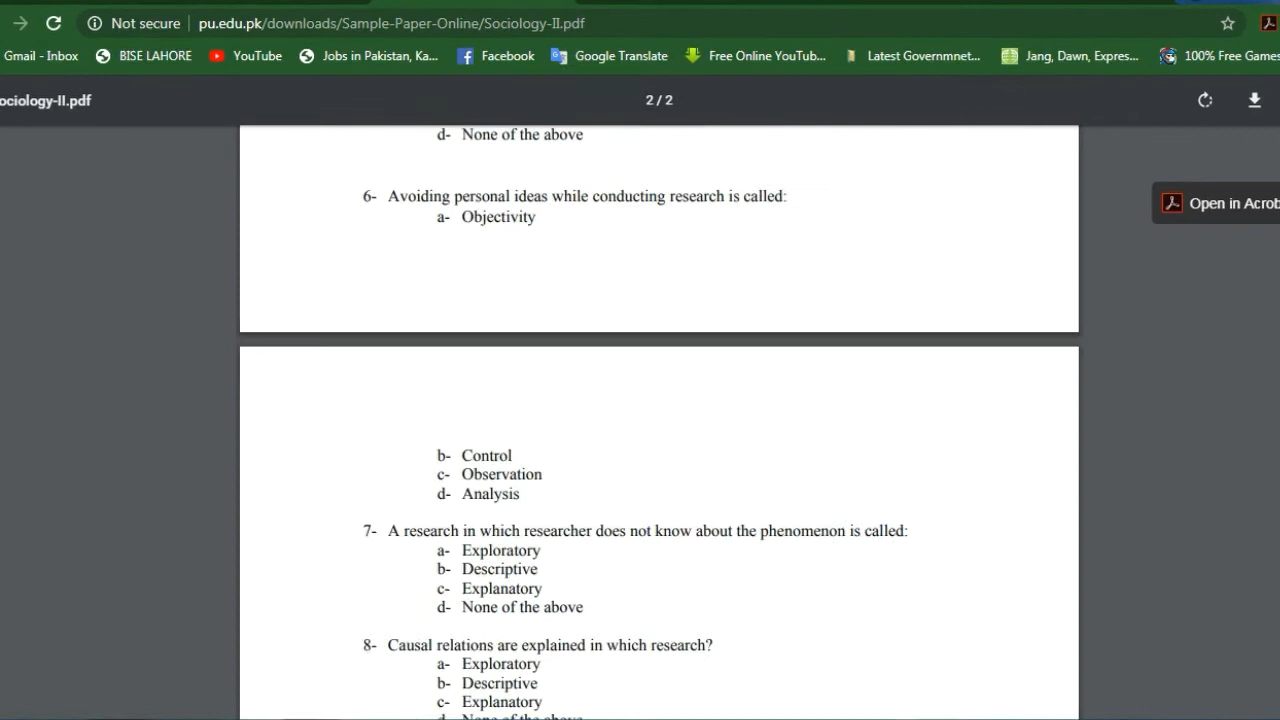 Not secure pu.edu.pk/downloads/Sample-Paper-Online/Sociology-II.pdf
Gmail - Inbox BISE LAHORE YouTube Jobs in Pakistan, Ka... Facebook Google Translate Free Online YouTub... Latest Governmnet... Jang, Dawn, Expres... 100% Free Games
ociology-II.pdf 2 / 2
d- None of the above
6- Avoiding personal ideas while conducting research is called:
a- Objectivity
Open in Acrob
b- Control
c- Observation
d- Analysis
7- A research in which researcher does not know about the phenomenon is called:
a- Exploratory
b- Descriptive
c- Explanatory
d- None of the above
8- Causal relations are explained in which research?
a- Exploratory
b- Descriptive
c- Explanatory
d None of the above